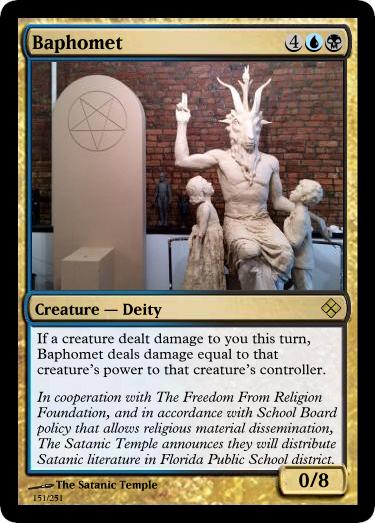 Baphomet 4
Creature — Deity
If a creature dealt damage to you this turn,
Baphomet deals damage equal to that
creature's power to that creature's controller.
In cooperation with The Freedom From Religion
Foundation, and in accordance with School Board
policy that allows religious material dissemination,
The Satanic Temple announces they will distribute
Satanic literature in Florida Public School district.
0/8
The Satanic Temple
151/251